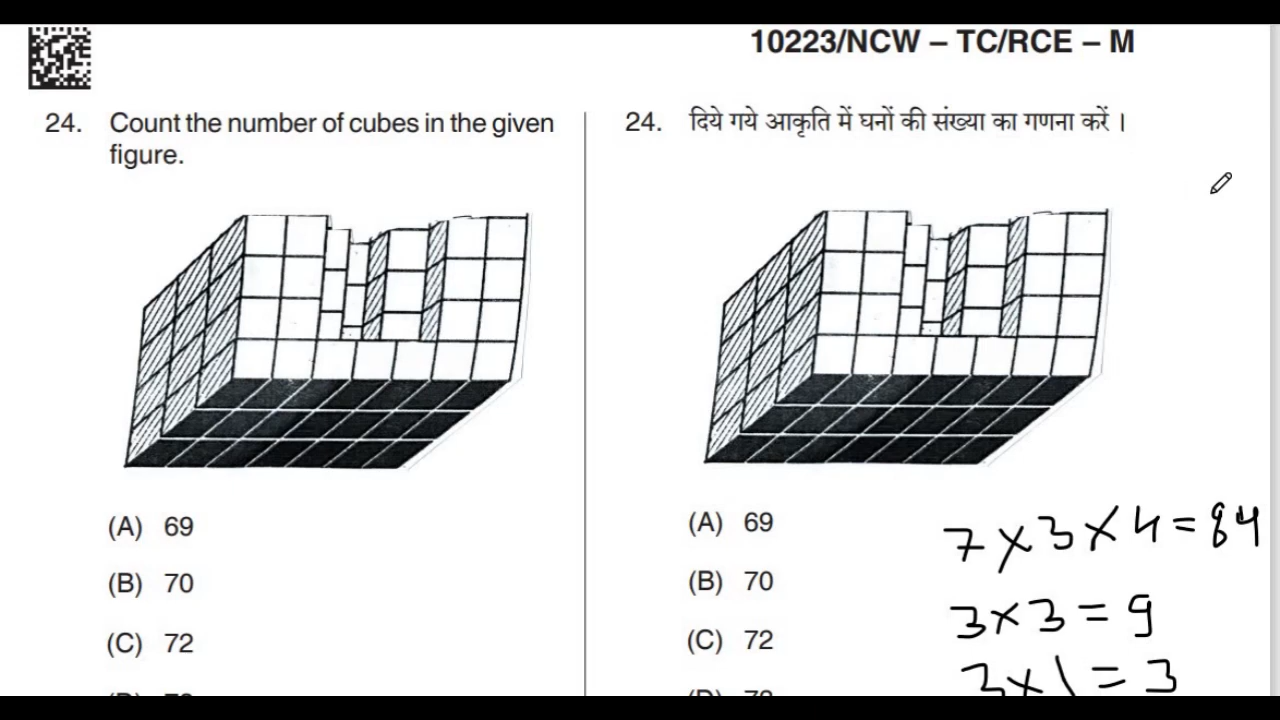 10223/NCW – TC/RCE – M
24. Count the number of cubes in the given
figure.
(A) 69
(B) 70
(C) 72
24. दिये गये आकृति में घनों की संख्या का गणना करें ।
(A) 69
(B) 70
(C) 72
7 × 3 × 4 = 84
3 × 3 = 9
3 × 1 = 3